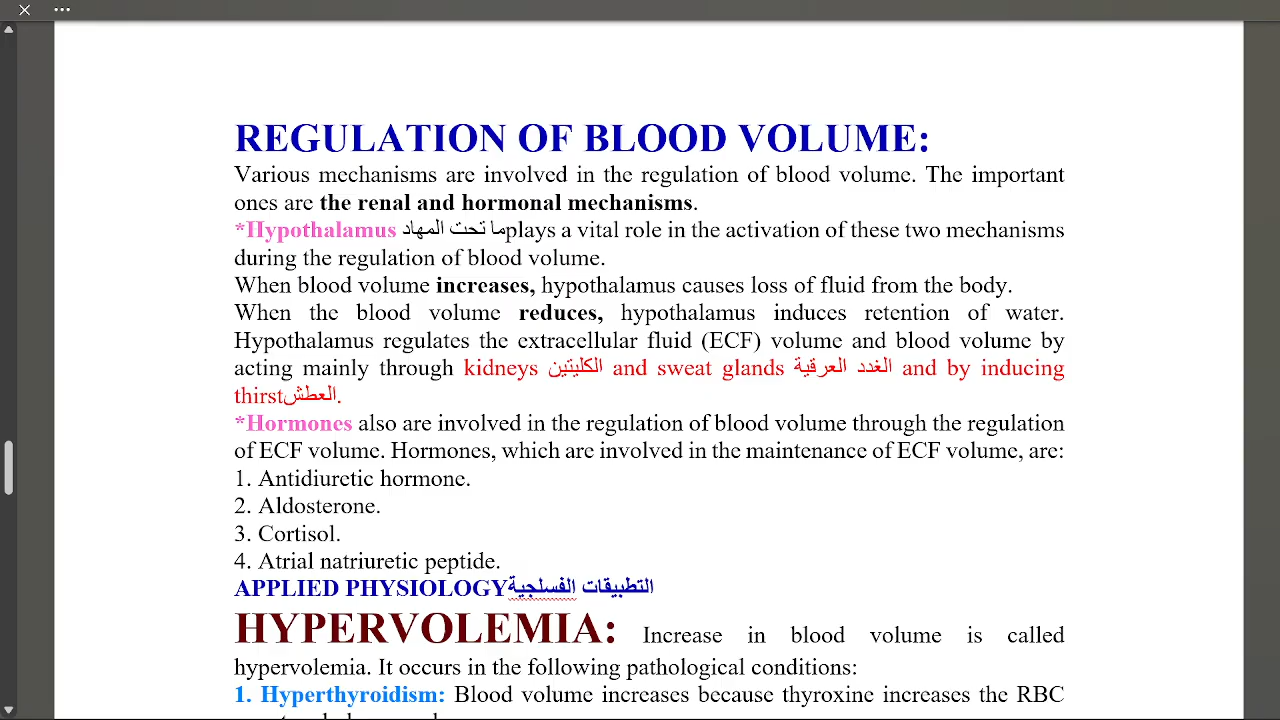 REGULATION OF BLOOD VOLUME:
Various mechanisms are involved in the regulation of blood volume. The important
ones are the renal and hormonal mechanisms.
*Hypothalamus ما تحت المهاد plays a vital role in the activation of these two mechanisms
during the regulation of blood volume.
When blood volume increases, hypothalamus causes loss of fluid from the body.
When the blood volume reduces, hypothalamus induces retention of water.
Hypothalamus regulates the extracellular fluid (ECF) volume and blood volume by
acting mainly through kidneys الكليتين and sweat glands الغدد العرقية and by inducing
thirst العطش.
*Hormones also are involved in the regulation of blood volume through the regulation
of ECF volume. Hormones, which are involved in the maintenance of ECF volume, are:
1. Antidiuretic hormone.
2. Aldosterone.
3. Cortisol.
4. Atrial natriuretic peptide.
APPLIED PHYSIOLOGY التطبيقات الفسلجية
HYPERVOLEMIA: Increase in blood volume is called
hypervolemia. It occurs in the following pathological conditions:
1. Hyperthyroidism: Blood volume increases because thyroxine increases the RBC